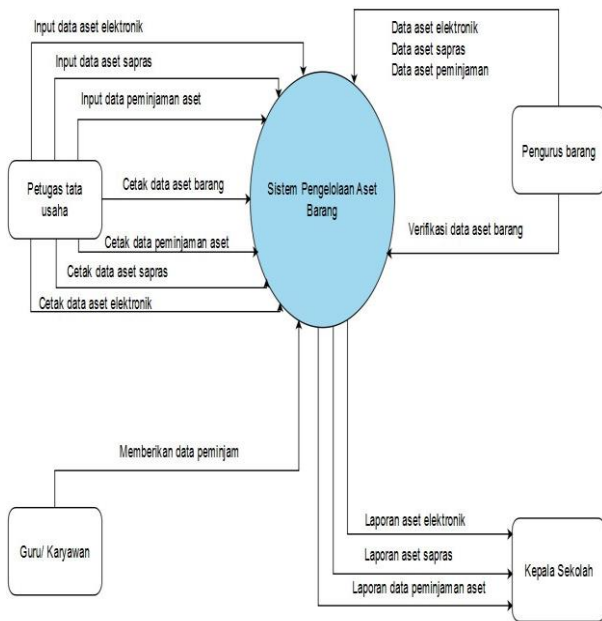 Input data aset elektronik
Input data aset sapras
Input data peminjaman aset
Data aset elektronik
Data aset sapras
Data aset peminjaman
Petugas tata
usaha
Cetak data aset barang
Sistem Pengelolaan Aset
Barang
Pengurus barang
Cetak data peminjaman aset
Verifikasi data aset barang
Cetak data aset sapras
Cetak data aset elektronik
Memberikan data peminjam
Guru/ Karyawan
Laporan aset elektronik
Laporan aset sapras
Laporan data peminjaman aset
Kepala Sekolah